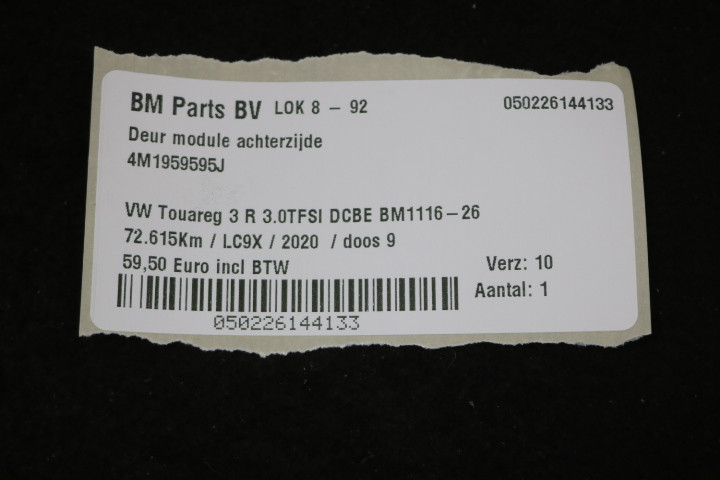 BM Parts BV LOK 8 - 92 050226144133
Deur module achterzijde
4M1959595J
VW Touareg 3 R 3.0TFSI DCBE BM1116-26
72.615Km / LC9X / 2020 / doos 9
59,50 Euro incl BTW Verz: 10
Aantal: 1
050226144133